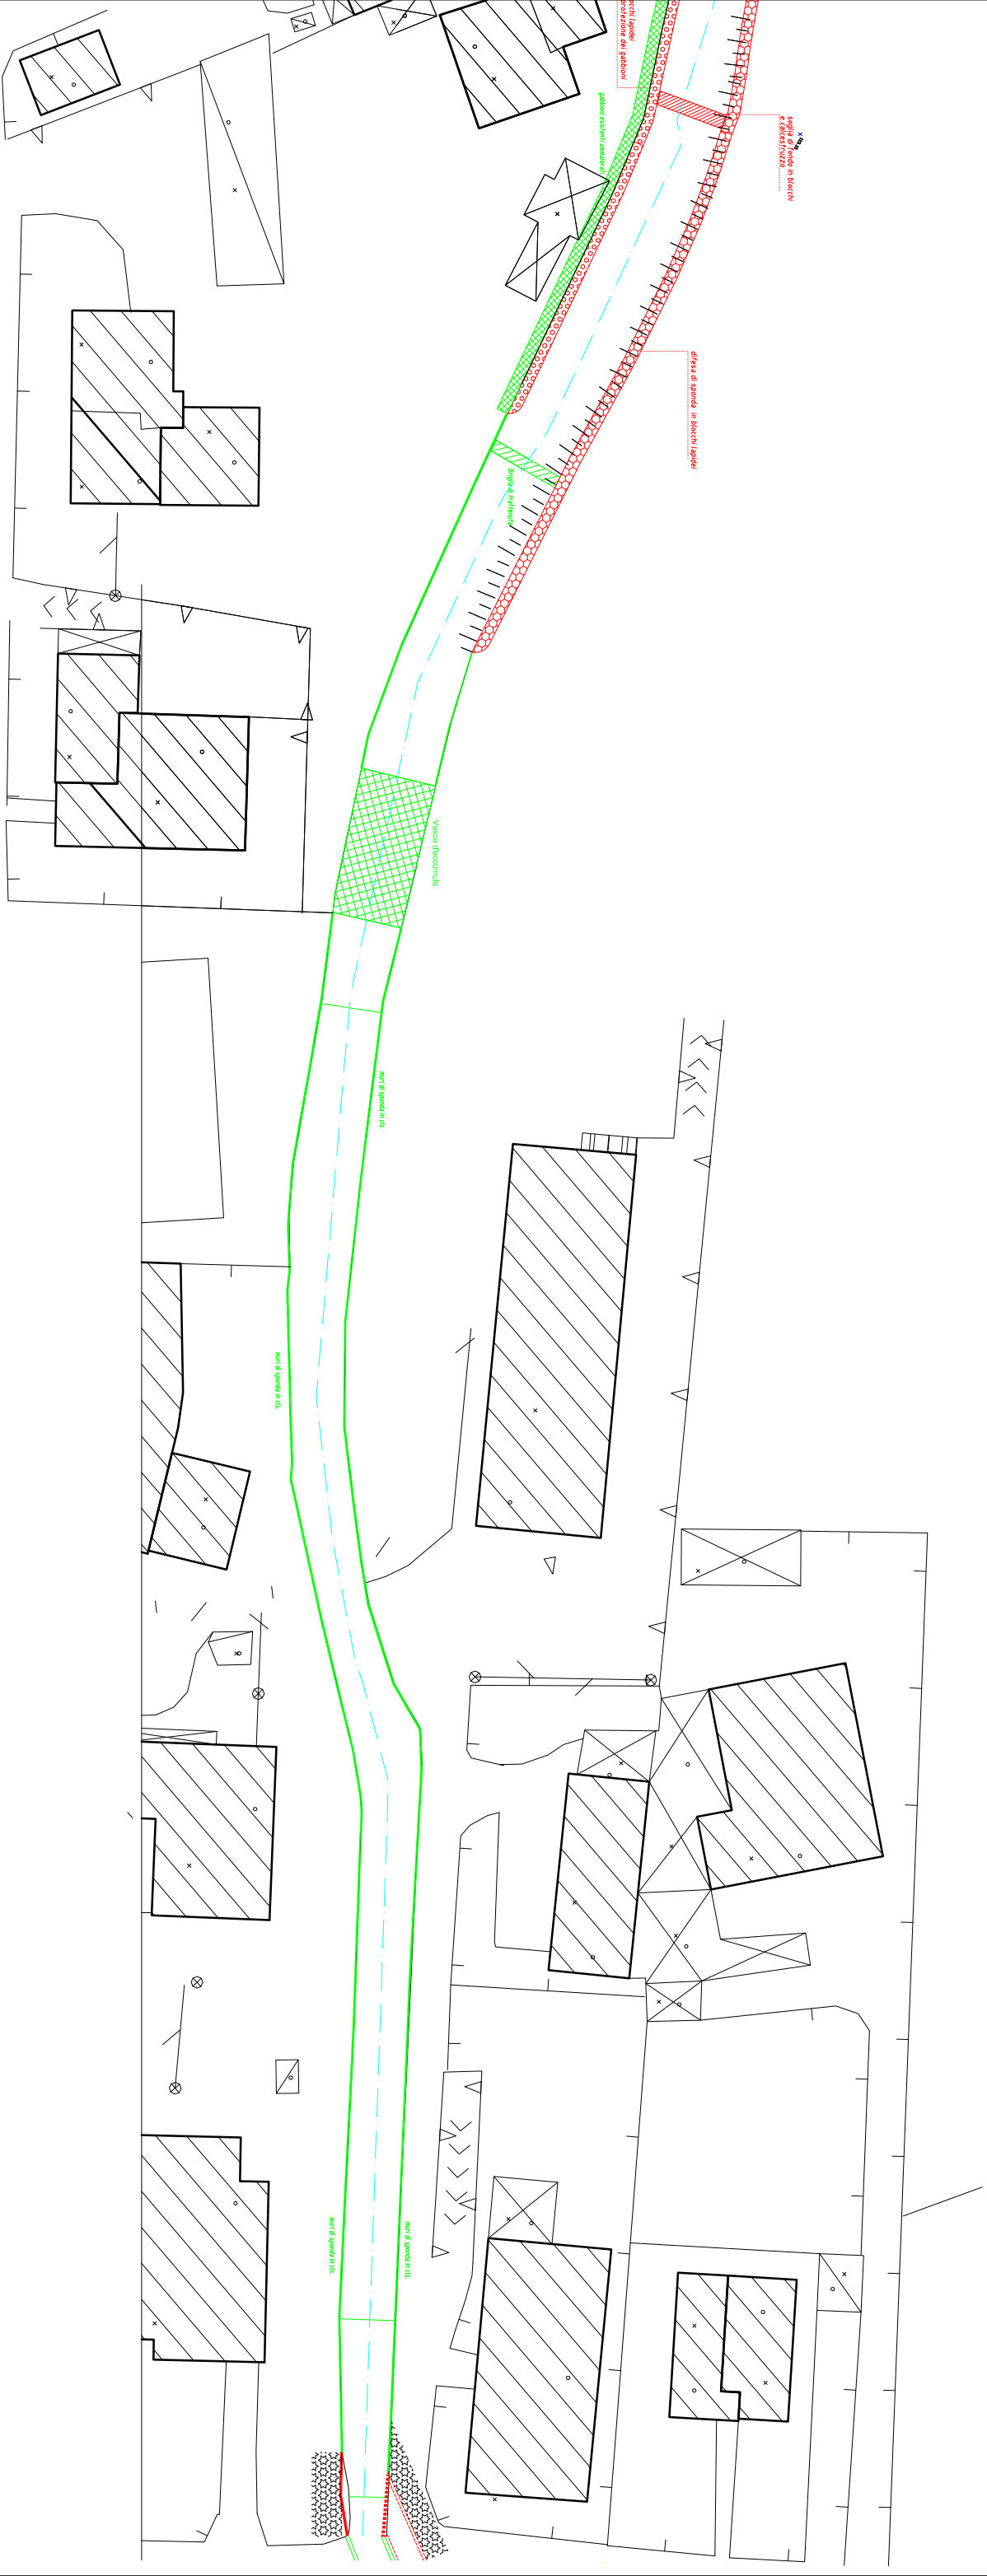 blocchi lapidei
protezione dei gabbioni
gabbioni esistenti ammalorati
soglia di fondo in blocchi
e calcestruzzo
difesa di sponda in blocchi lapidei
Briglia di trattenuta
Vasca d'accumulo
muri di sponda in cls.
muri di sponda in cls.
muri di sponda in cls.
muri di sponda in cls.